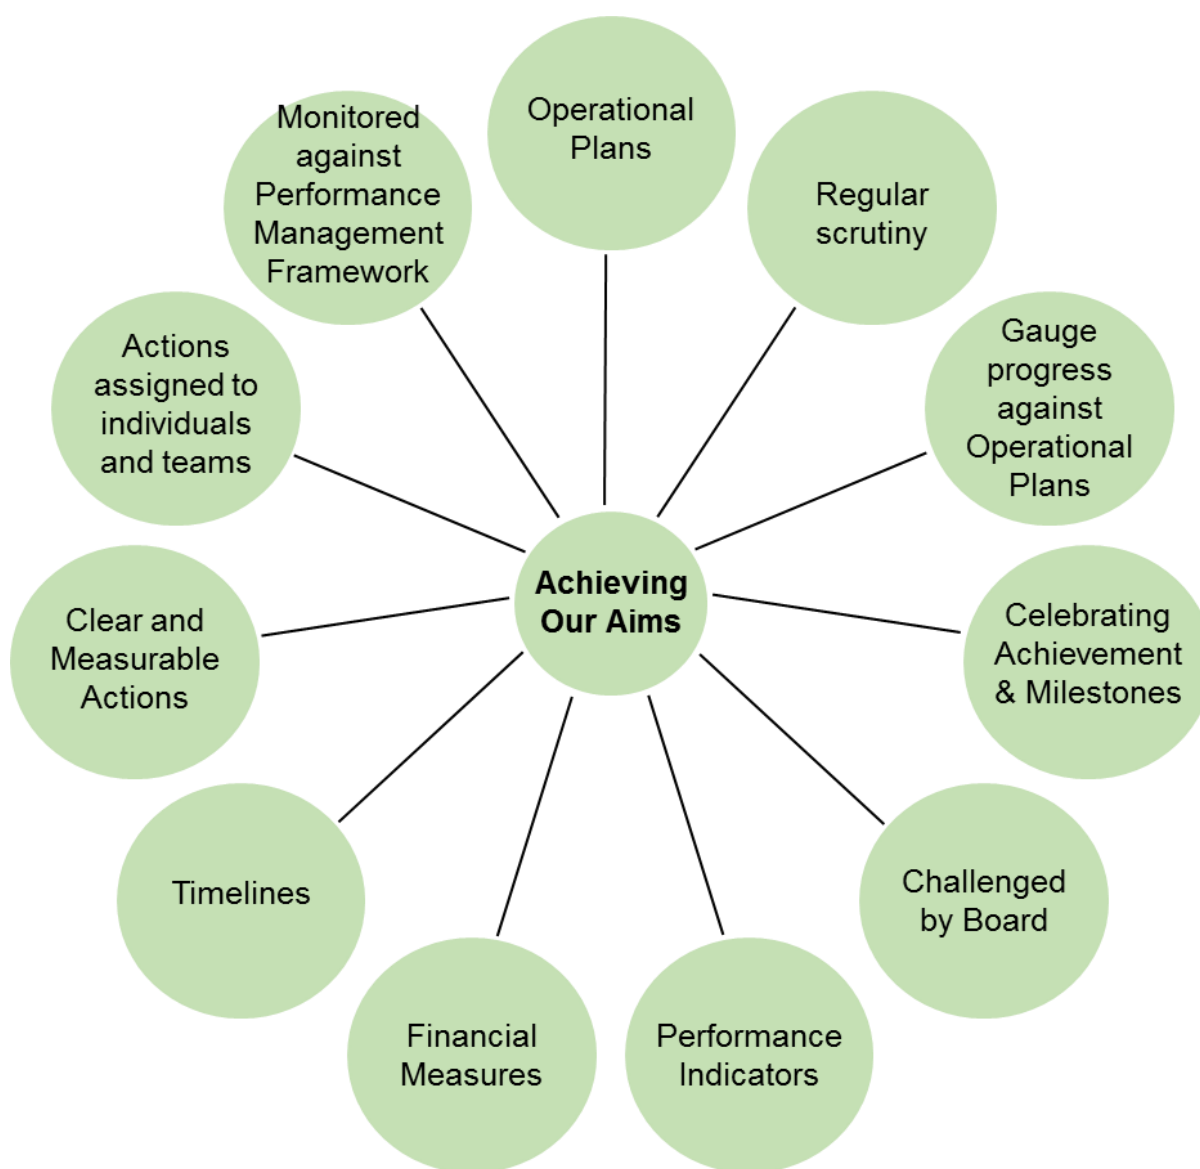 Operational
Plans
Regular
scrutiny
Gauge
progress
against
Operational
Plans
Celebrating
Achievement
& Milestones
Challenged
by Board
Performance
Indicators
Financial
Measures
Timelines
Clear and
Measurable
Actions
Actions
assigned to
individuals
and teams
Monitored
against
Performance
Management
Framework
Achieving
Our Aims